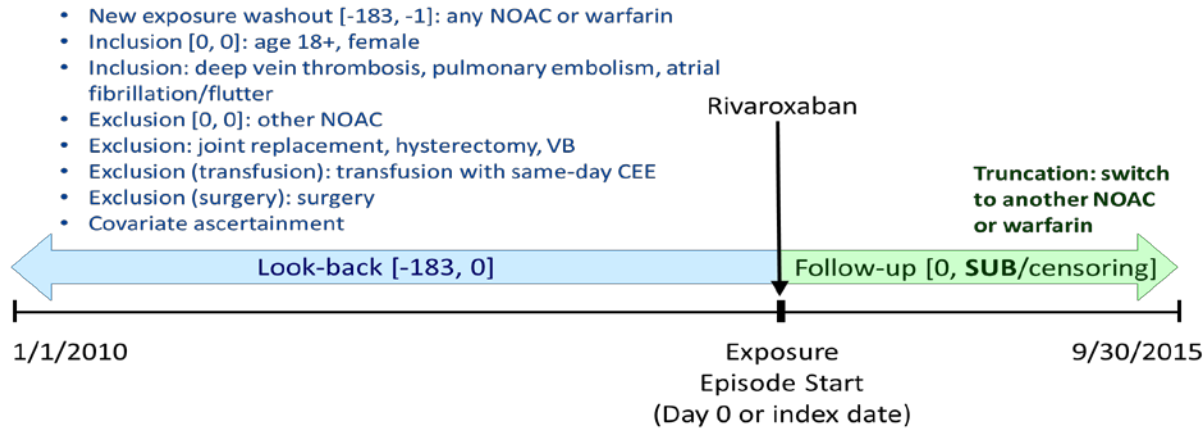 • New exposure washout [-183, -1]: any NOAC or warfarin
• Inclusion [0, 0]: age 18+, female
• Inclusion: deep vein thrombosis, pulmonary embolism, atrial
fibrillation/flutter
• Exclusion [0, 0]: other NOAC
• Exclusion: joint replacement, hysterectomy, VB
• Exclusion (transfusion): transfusion with same-day CEE
• Exclusion (surgery): surgery
• Covariate ascertainment
Rivaroxaban
Truncation: switch
to another NOAC
or warfarin
Look-back [-183, 0]
Follow-up [0, SUB/censoring]
1/1/2010
Exposure
Episode Start
(Day 0 or index date)
9/30/2015